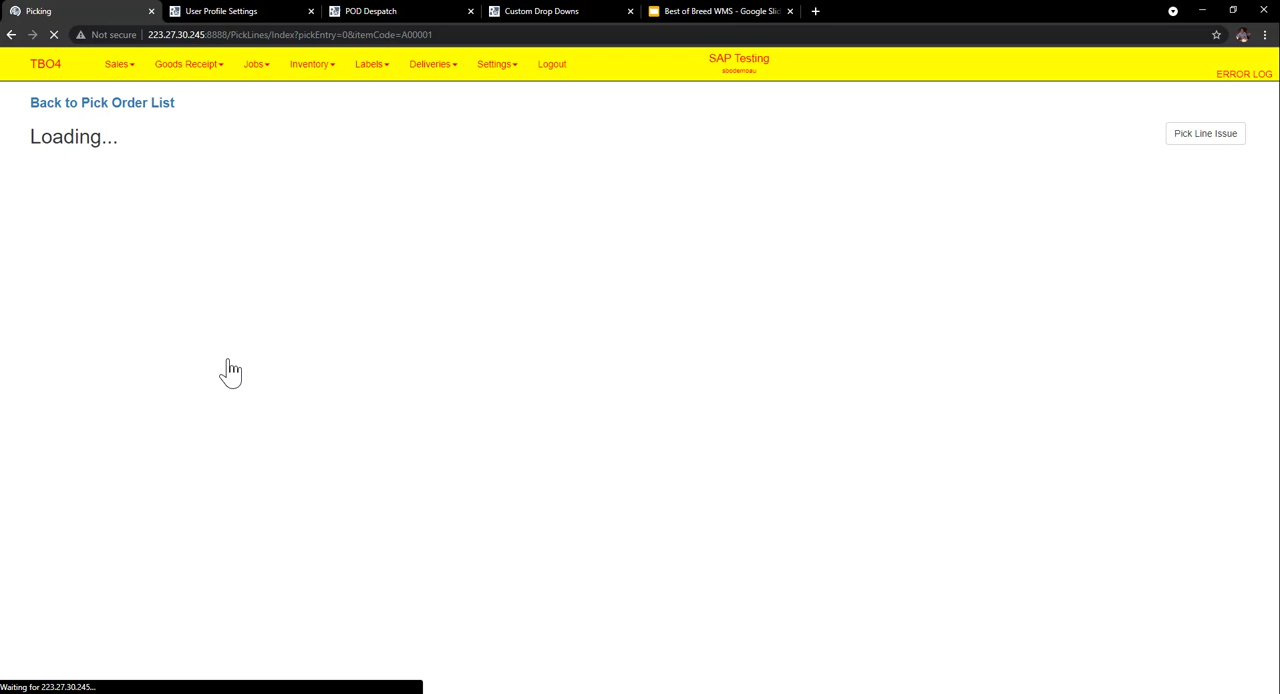 Picking
User Profile Settings
POD Despatch
Custom Drop Downs
Best of Breed WMS - Google Slid
Not secure
223.27.30.245:8888/PickLines/Index?pickEntry=0&itemCode=A00001
TBO4
Sales
Goods Receipt
Jobs
Inventory
Labels
Deliveries
Settings
Logout
SAP Testing
sbodemoau
ERROR LOG
Back to Pick Order List
Loading...
Pick Line Issue
Waiting for 223.27.30.245...